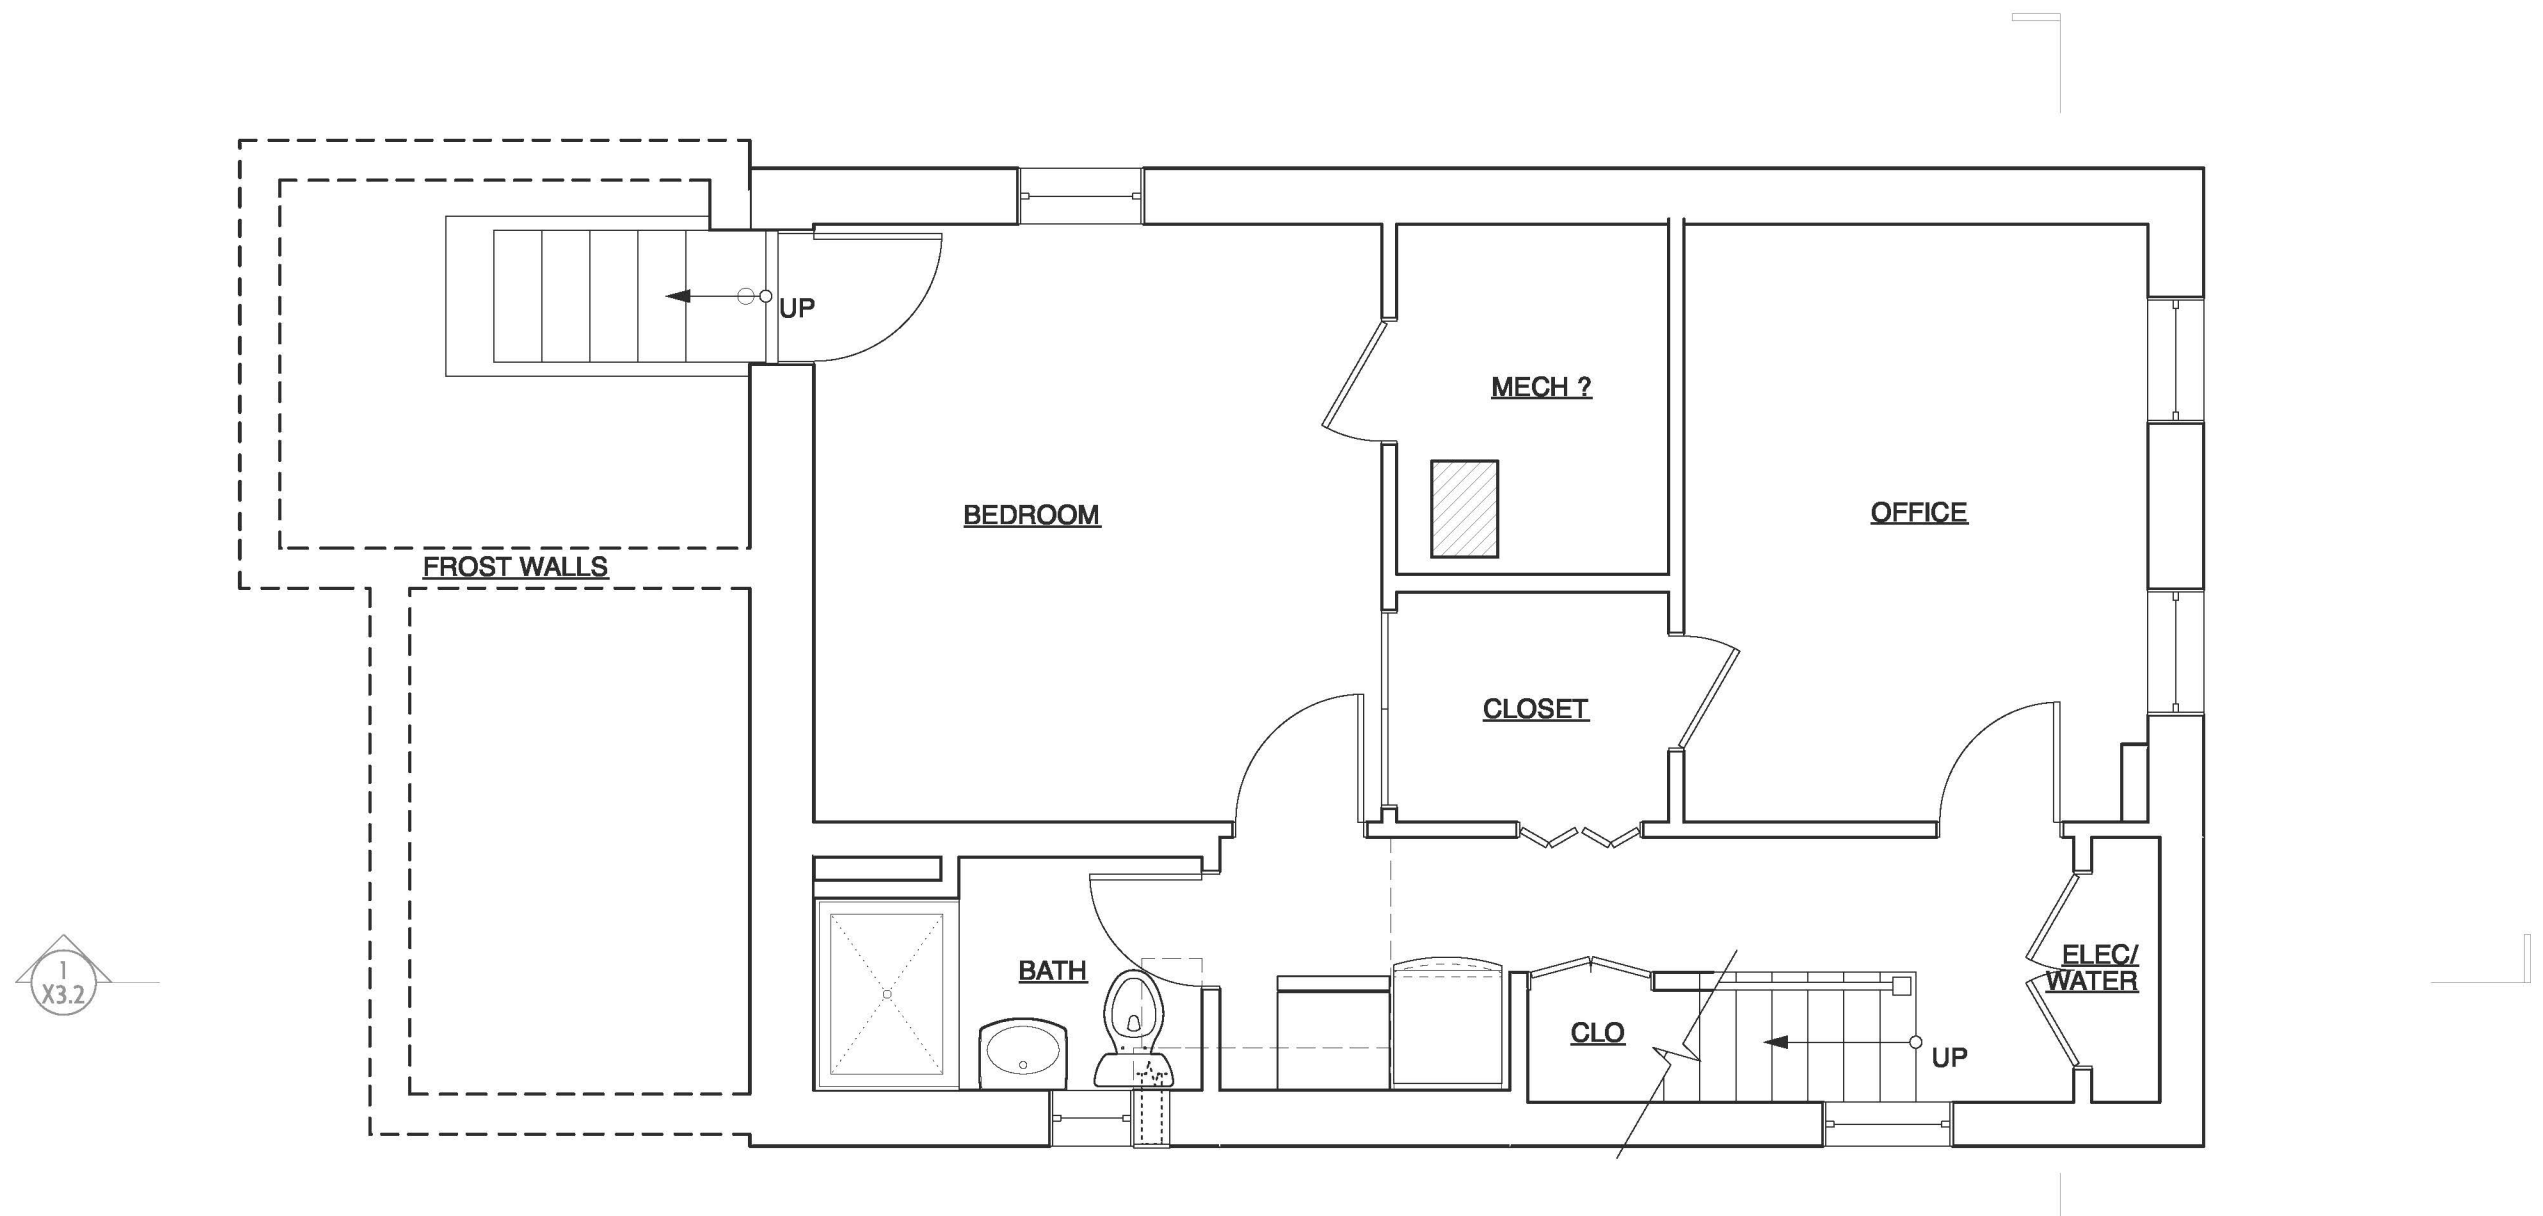 UP
MECH ?
BEDROOM
OFFICE
FROST WALLS
CLOSET
BATH
ELEC/
WATER
1
X3.2
CLO
UP